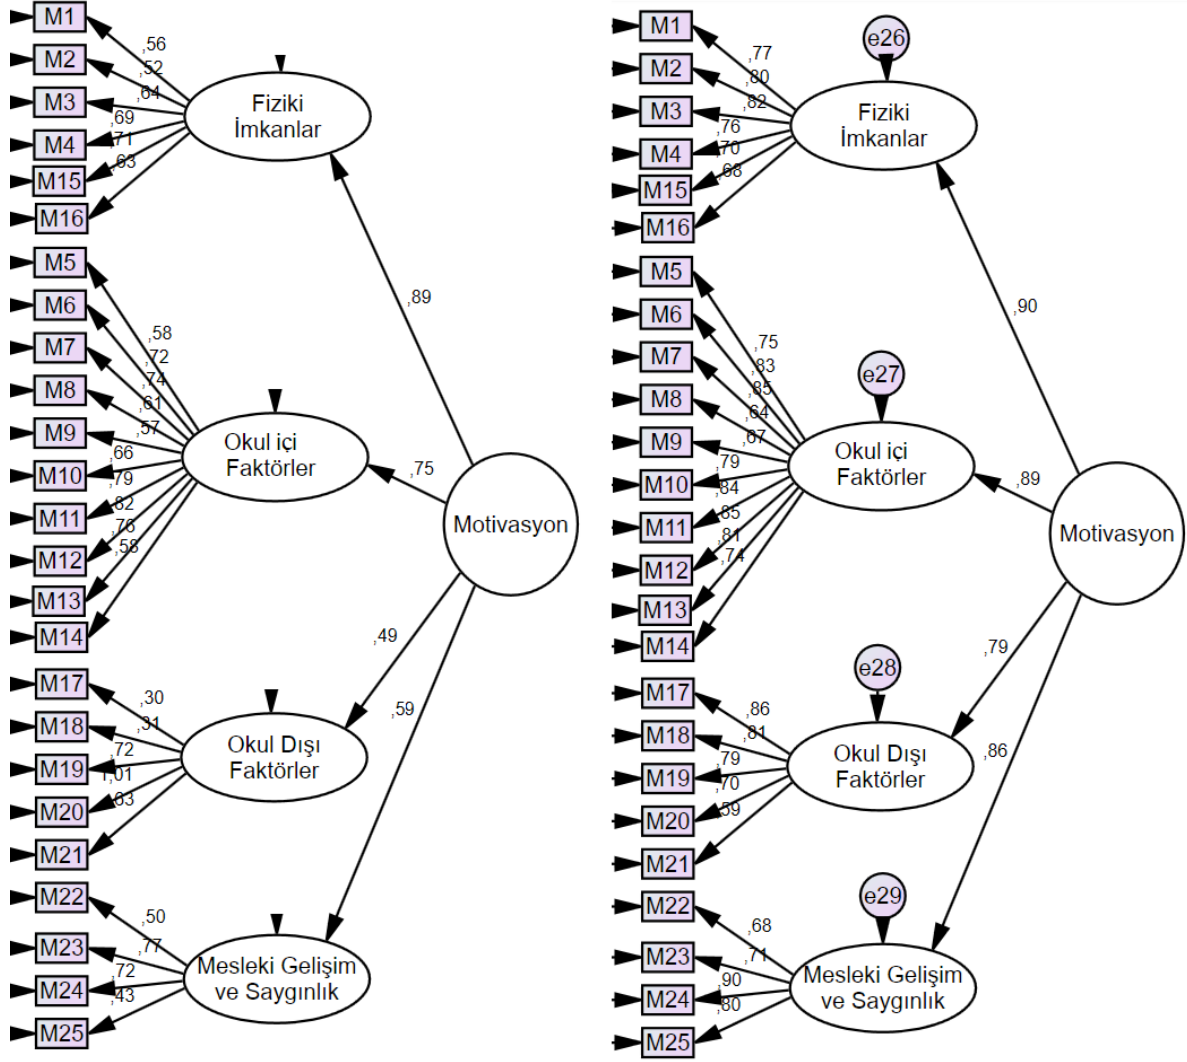 M1
M2
M3
M4
M15
M16
,56
,52
,64
,69
,71
,63
Fiziki
İmkanlar
,89
M5
M6
M7
M8
M9
M10
M11
M12
M13
M14
,58
,72
,74
,61
,57
,66
,79
,82
,76
,58
Okul içi
Faktörler
,75
Motivasyon
M17
M18
M19
M20
M21
,30
,31
,72
1,01
,63
Okul Dışı
Faktörler
,49
,59
M22
M23
M24
M25
,50
,77
,72
,43
Mesleki Gelişim
ve Saygınlık
M1
M2
M3
M4
M15
M16
,77
,80
,82
,76
,70
,68
e26
Fiziki
İmkanlar
,90
M5
M6
M7
M8
M9
M10
M11
M12
M13
M14
,75
,83
,85
,64
,67
,79
,84
,85
,81
,74
e27
Okul içi
Faktörler
,89
Motivasyon
M17
M18
M19
M20
M21
,86
,81
,79
,70
,59
e28
Okul Dışı
Faktörler
,79
,86
M22
M23
M24
M25
,68
,71
,90
,80
e29
Mesleki Gelişim
ve Saygınlık